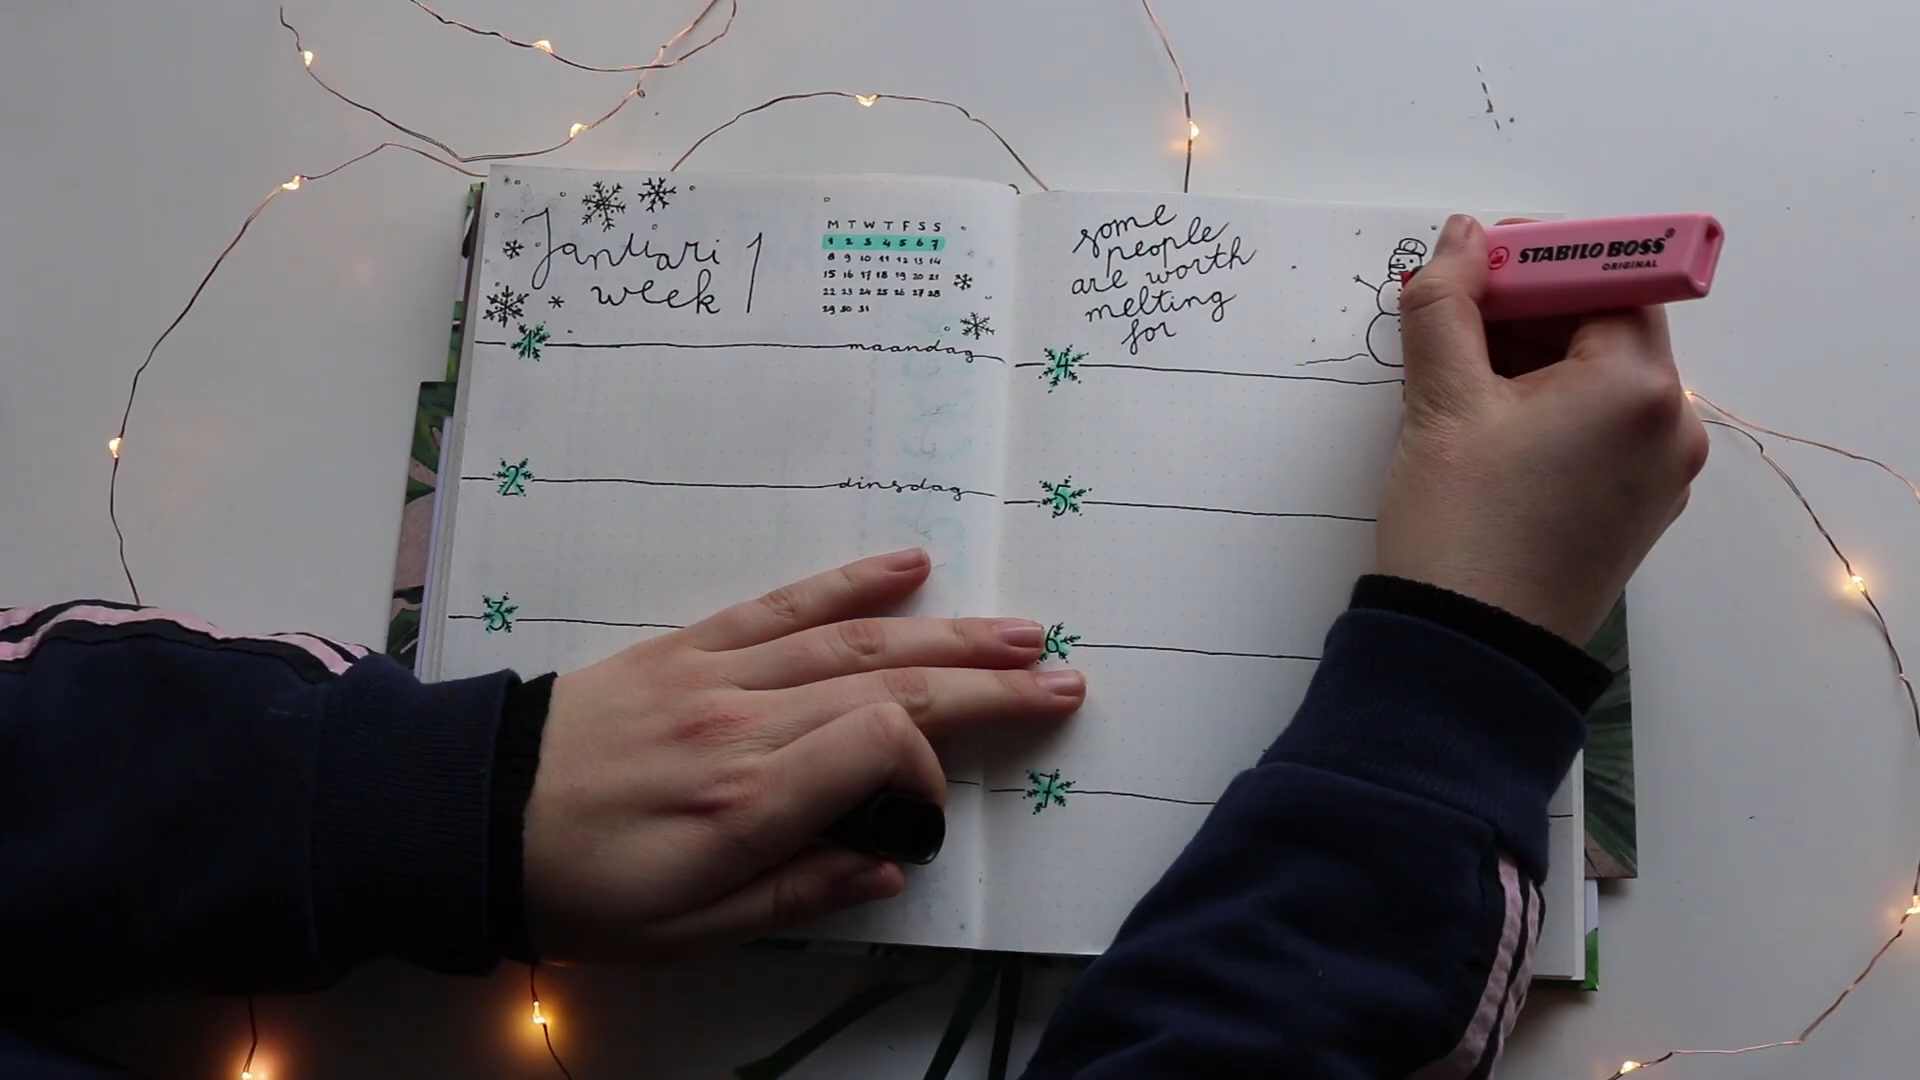 Januari
week 1
M T W T F S S
1 2 3 4 5 6 7
8 9 10 11 12 13 14
15 16 17 18 19 20 21
22 23 24 25 26 27 28
29 30 31
1 maandag
2 dinsdag
3
some
people
are worth
melting
for
4
5
6
7
STABILO BOSS®
ORIGINAL